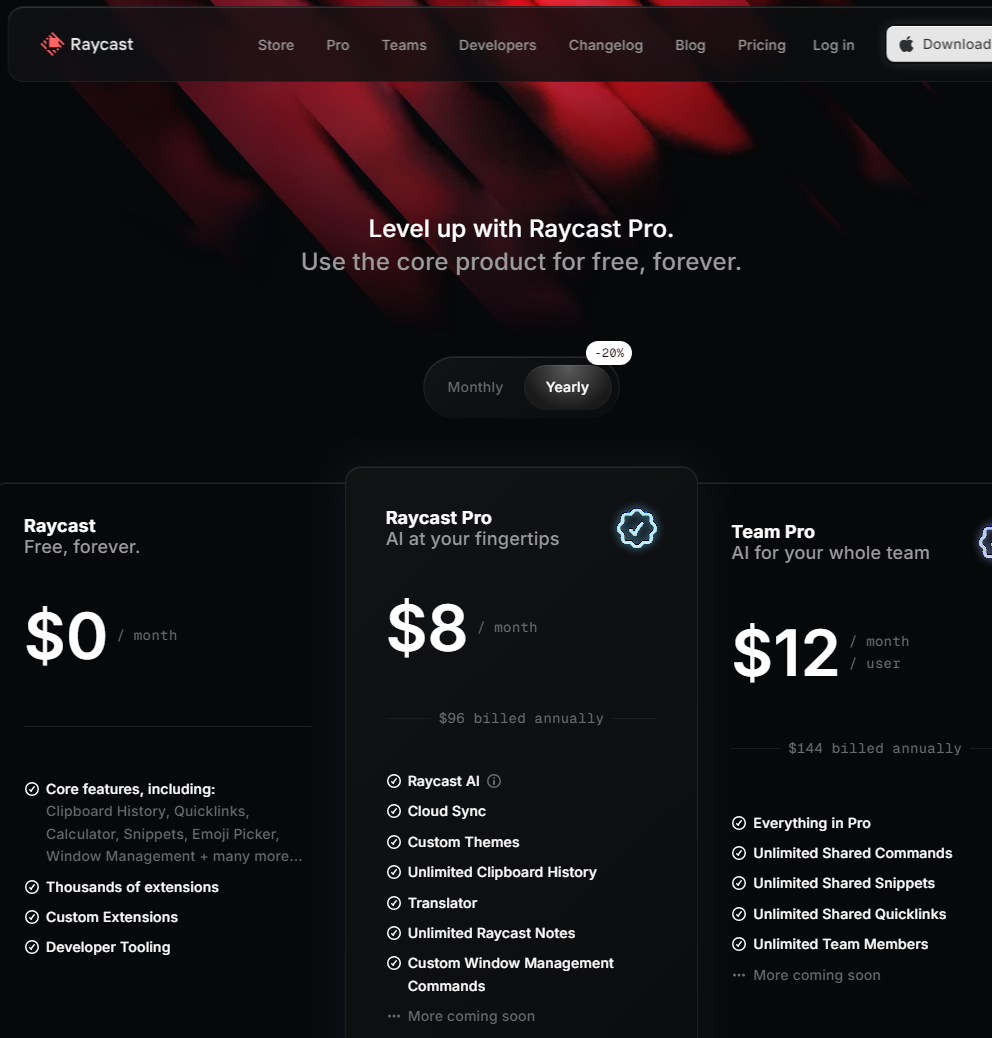 Raycast
Store
Pro
Teams
Developers
Changelog
Blog
Pricing
Log in
Download
Level up with Raycast Pro.
Use the core product for free, forever.
-20%
Monthly
Yearly
Raycast
Free, forever.
$0 / month
Core features, including:
Clipboard History, Quicklinks,
Calculator, Snippets, Emoji Picker,
Window Management + many more...
Thousands of extensions
Custom Extensions
Developer Tooling
Raycast Pro
AI at your fingertips
$8 / month
$96 billed annually
Raycast AI
Cloud Sync
Custom Themes
Unlimited Clipboard History
Translator
Unlimited Raycast Notes
Custom Window Management
Commands
More coming soon
Team Pro
AI for your whole team
$12 / month
/ user
$144 billed annually
Everything in Pro
Unlimited Shared Commands
Unlimited Shared Snippets
Unlimited Shared Quicklinks
Unlimited Team Members
More coming soon